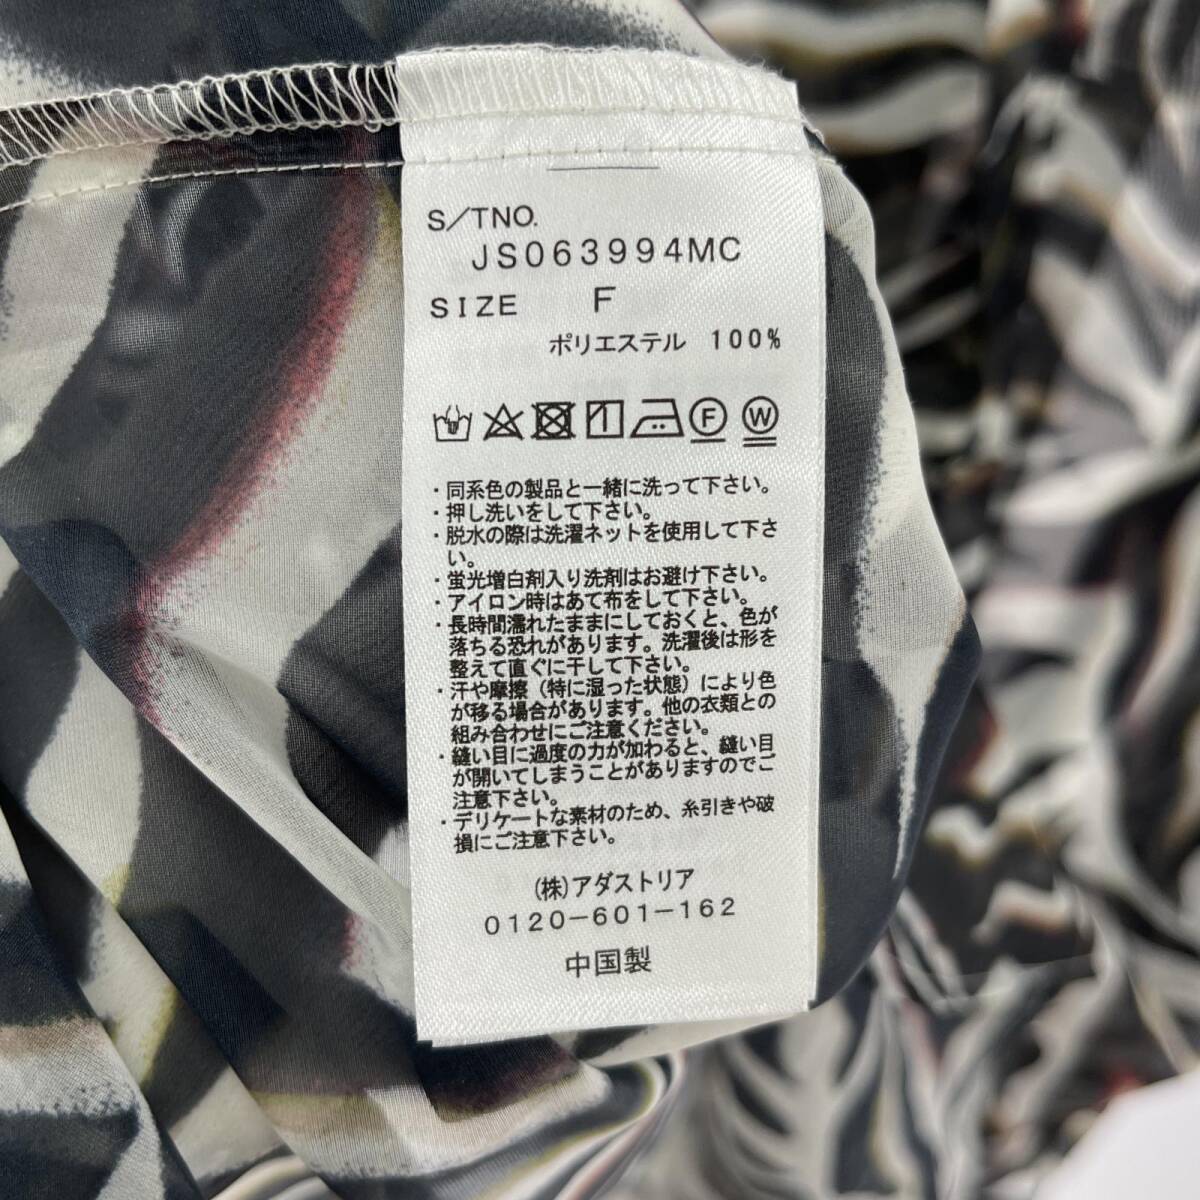 S/TNO.
JS063994MC
SIZE F
ポリエステル 100%
F W
・同系色の製品と一緒に洗って下さい。
・押し洗いをして下さい。
・脱水の際は洗濯ネットを使用して下さ
い。
・蛍光増白剤入り洗剤はお避け下さい。
・アイロン時はあて布をして下さい。
・長時間濡れたままにしておくと、色が
落ちる恐れがあります。洗濯後は形を
整えて直ぐに干して下さい。
・汗や摩擦（特に湿った状態）により色
が移る場合があります。他の衣類との
組み合わせにご注意ください。
・縫い目に過度の力が加わると、縫い目
が開いてしまうことがありますのでご
注意下さい。
・デリケートな素材のため、糸引きや破
損にご注意下さい。
(株)アダストリア
0120-601-162
中国製